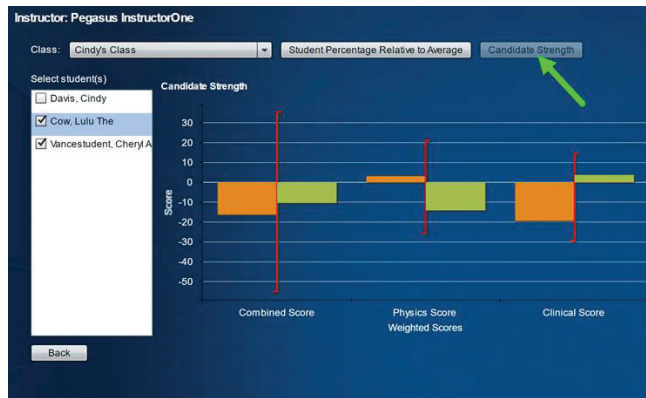 Instructor: Pegasus InstructorOne
Class: Cindy's Class Student Percentage Relative to Average Candidate Strength
Select student(s)
Candidate Strength
Davis, Cindy
Cow, Lulu The
Vancestudent, Cheryl A
30
20
10
0
-10
-20
-30
-40
-50
Score
Combined Score Physics Score Clinical Score
Weighted Scores
Back